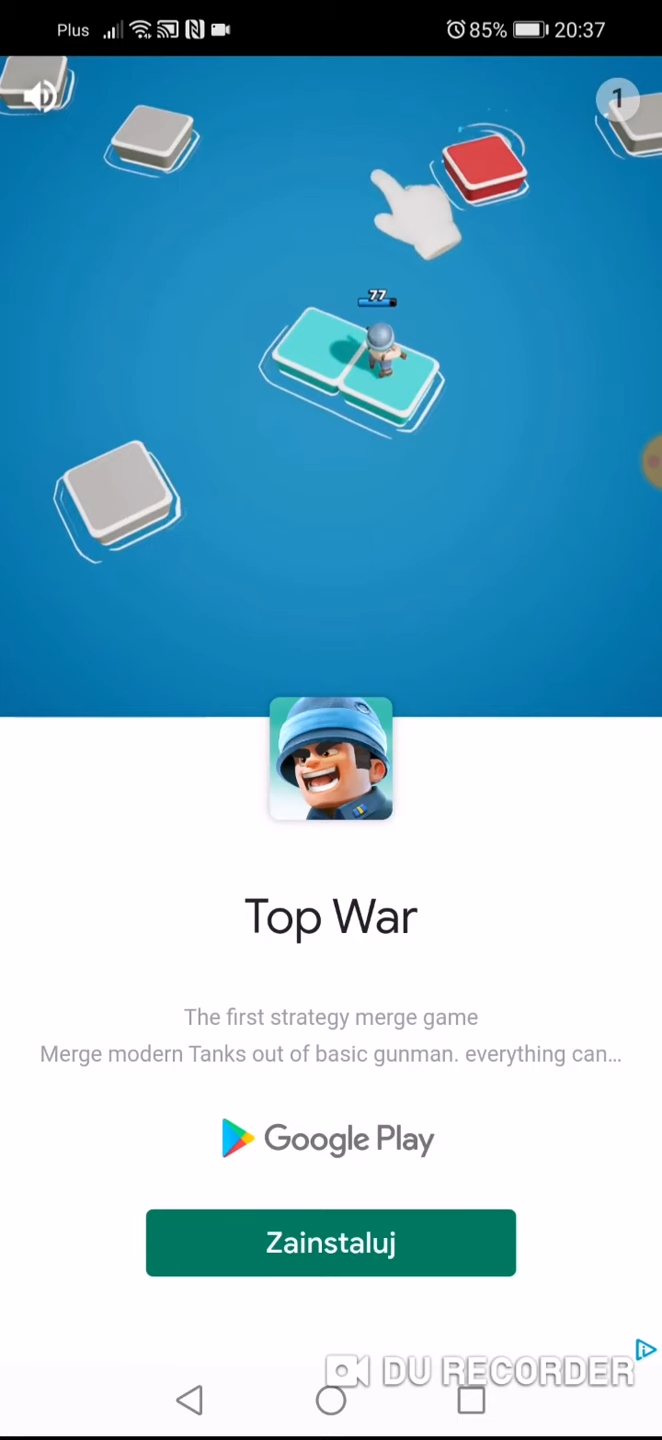 Plus 85% 20:37
1
77
Top War
The first strategy merge game
Merge modern Tanks out of basic gunman. everything can...
Google Play
Zainstaluj
DU RECORDER